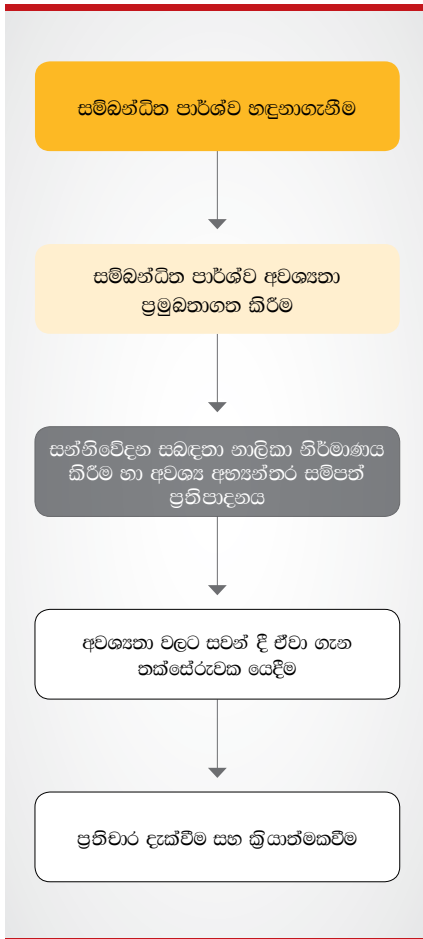 සම්බන්ධිත පාර්ශ්ව හඳුනාගැනීම
සම්බන්ධිත පාර්ශ්ව අවශ්‍යතා
ප්‍රමුඛතාගත කිරීම
සන්නිවේදන සබඳතා නාලිකා නිර්මාණය
කිරීම හා අවශ්‍ය අභ්‍යන්තර සම්පත්
ප්‍රතිපාදනය
අවශ්‍යතා වලට සවන් දී ඒවා ගැන
තක්සේරුවක යෙදීම
ප්‍රතිචාර දැක්වීම සහ ක්‍රියාත්මකවීම